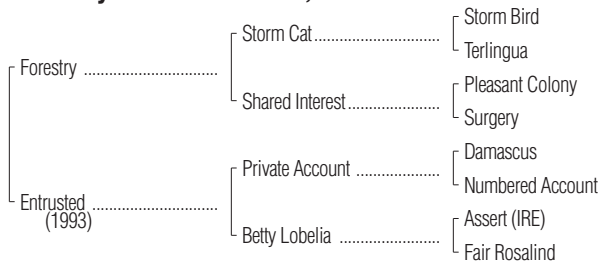 Storm Bird
Storm Cat
Terlingua
Forestry
Pleasant Colony
Shared Interest
Surgery
Damascus
Private Account
Numbered Account
Entrusted
(1993)
Assert (IRE)
Betty Lobelia
Fair Rosalind